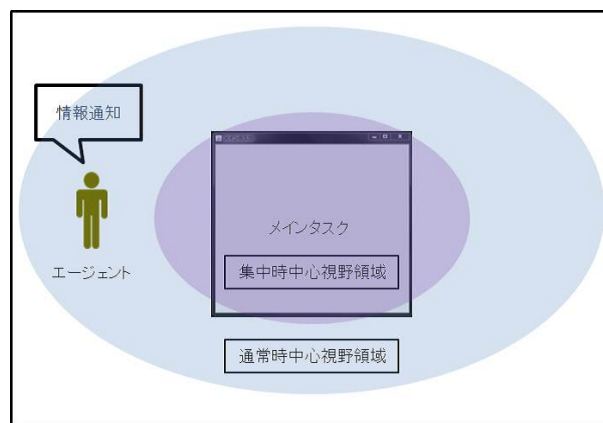 情報通知
メインタスク
エージェント
集中時中心視野領域
通常時中心視野領域